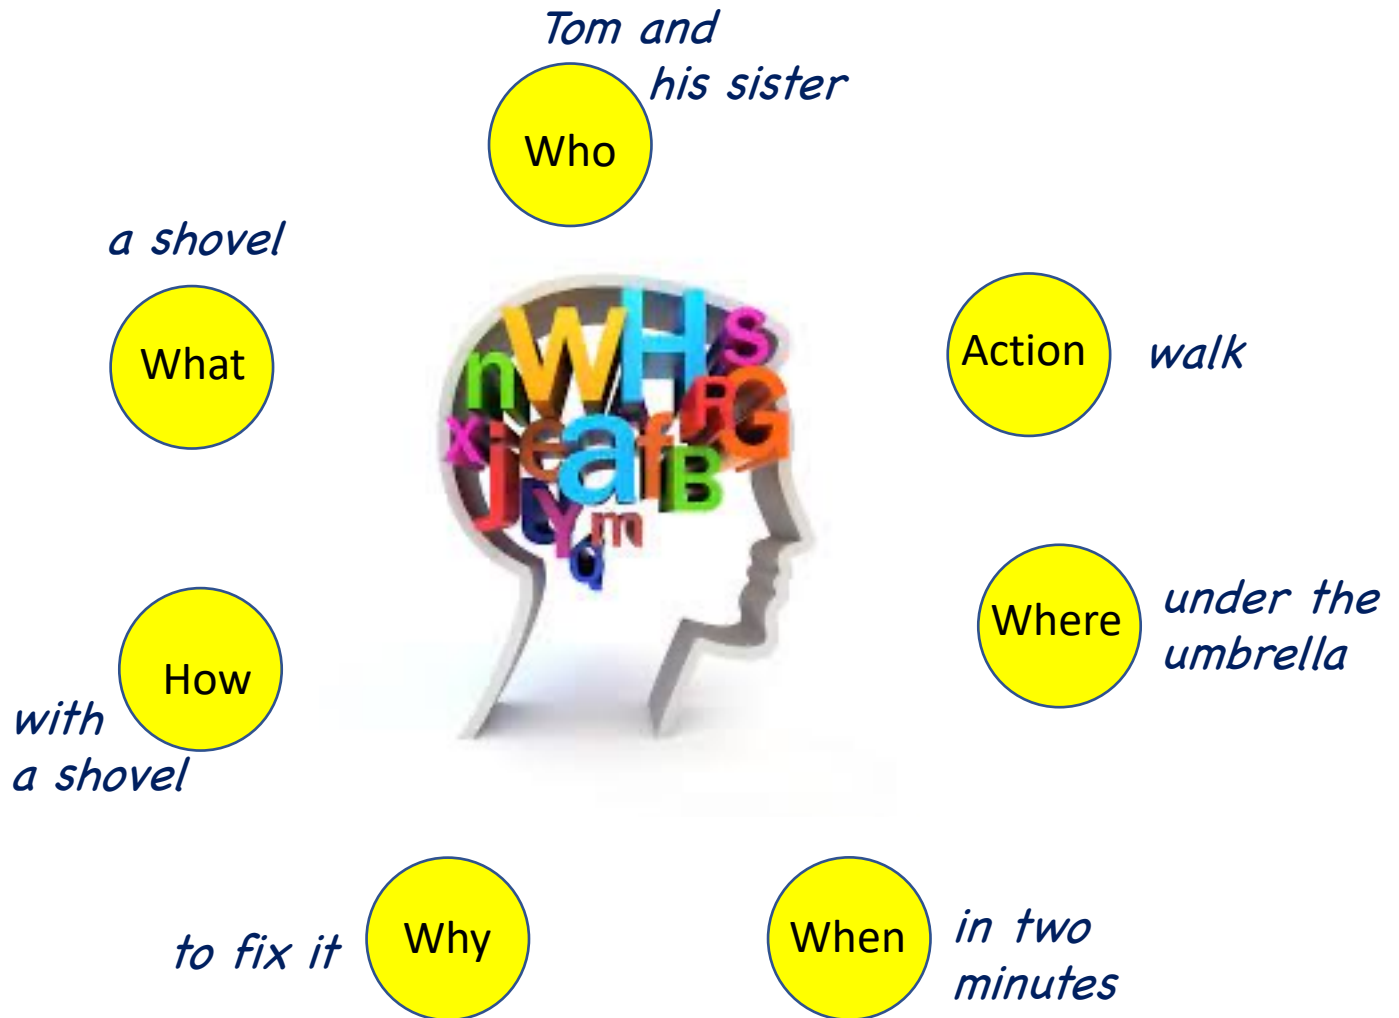 Tom and
his sister
Who
a shovel
What
Action
walk
Where
under the
umbrella
How
with
a shovel
to fix it
Why
When
in two
minutes
W
H
S
n
R
G
x
j
e
a
f
B
Y
m